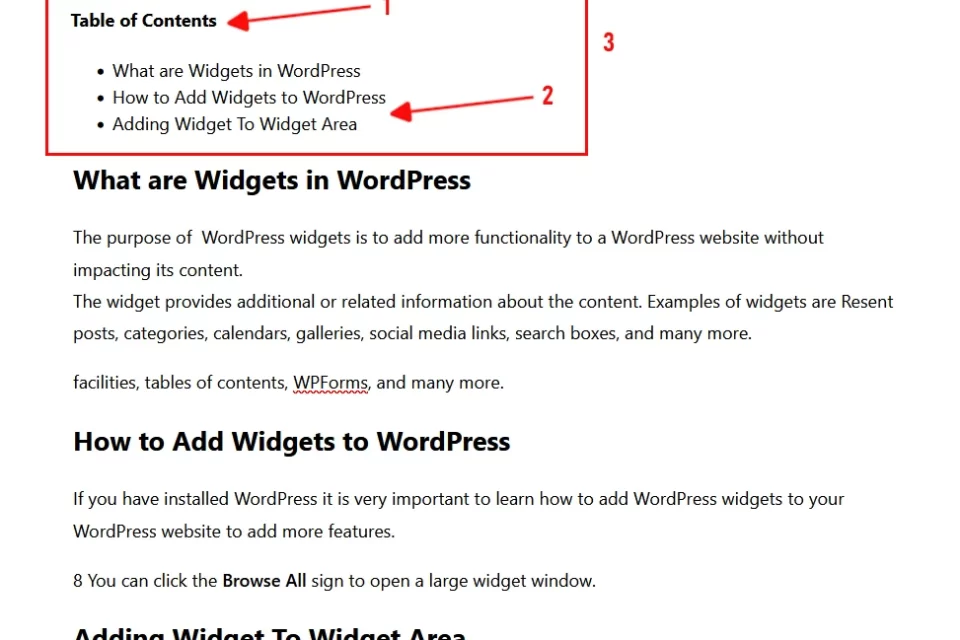 Table of Contents
1
3
• What are Widgets in WordPress
• How to Add Widgets to WordPress
2
• Adding Widget To Widget Area
What are Widgets in WordPress
The purpose of  WordPress widgets is to add more functionality to a WordPress website without
impacting its content.
The widget provides additional or related information about the content. Examples of widgets are Resent
posts, categories, calendars, galleries, social media links, search boxes, and many more.
facilities, tables of contents, WPForms, and many more.
How to Add Widgets to WordPress
If you have installed WordPress it is very important to learn how to add WordPress widgets to your
WordPress website to add more features.
8 You can click the Browse All sign to open a large widget window.
Adding Widget To Widget Area